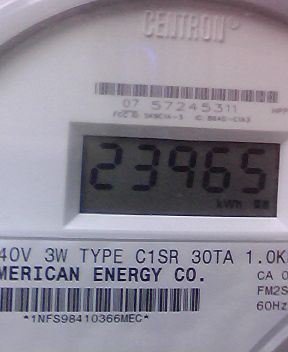 CENTRON®
07 57245311
23965
kWh
40V 3W TYPE C1SR 30TA 1.0K
MERICAN ENERGY CO.
CA 0
FM2S
60Hz
*1NFS98410366MEC*